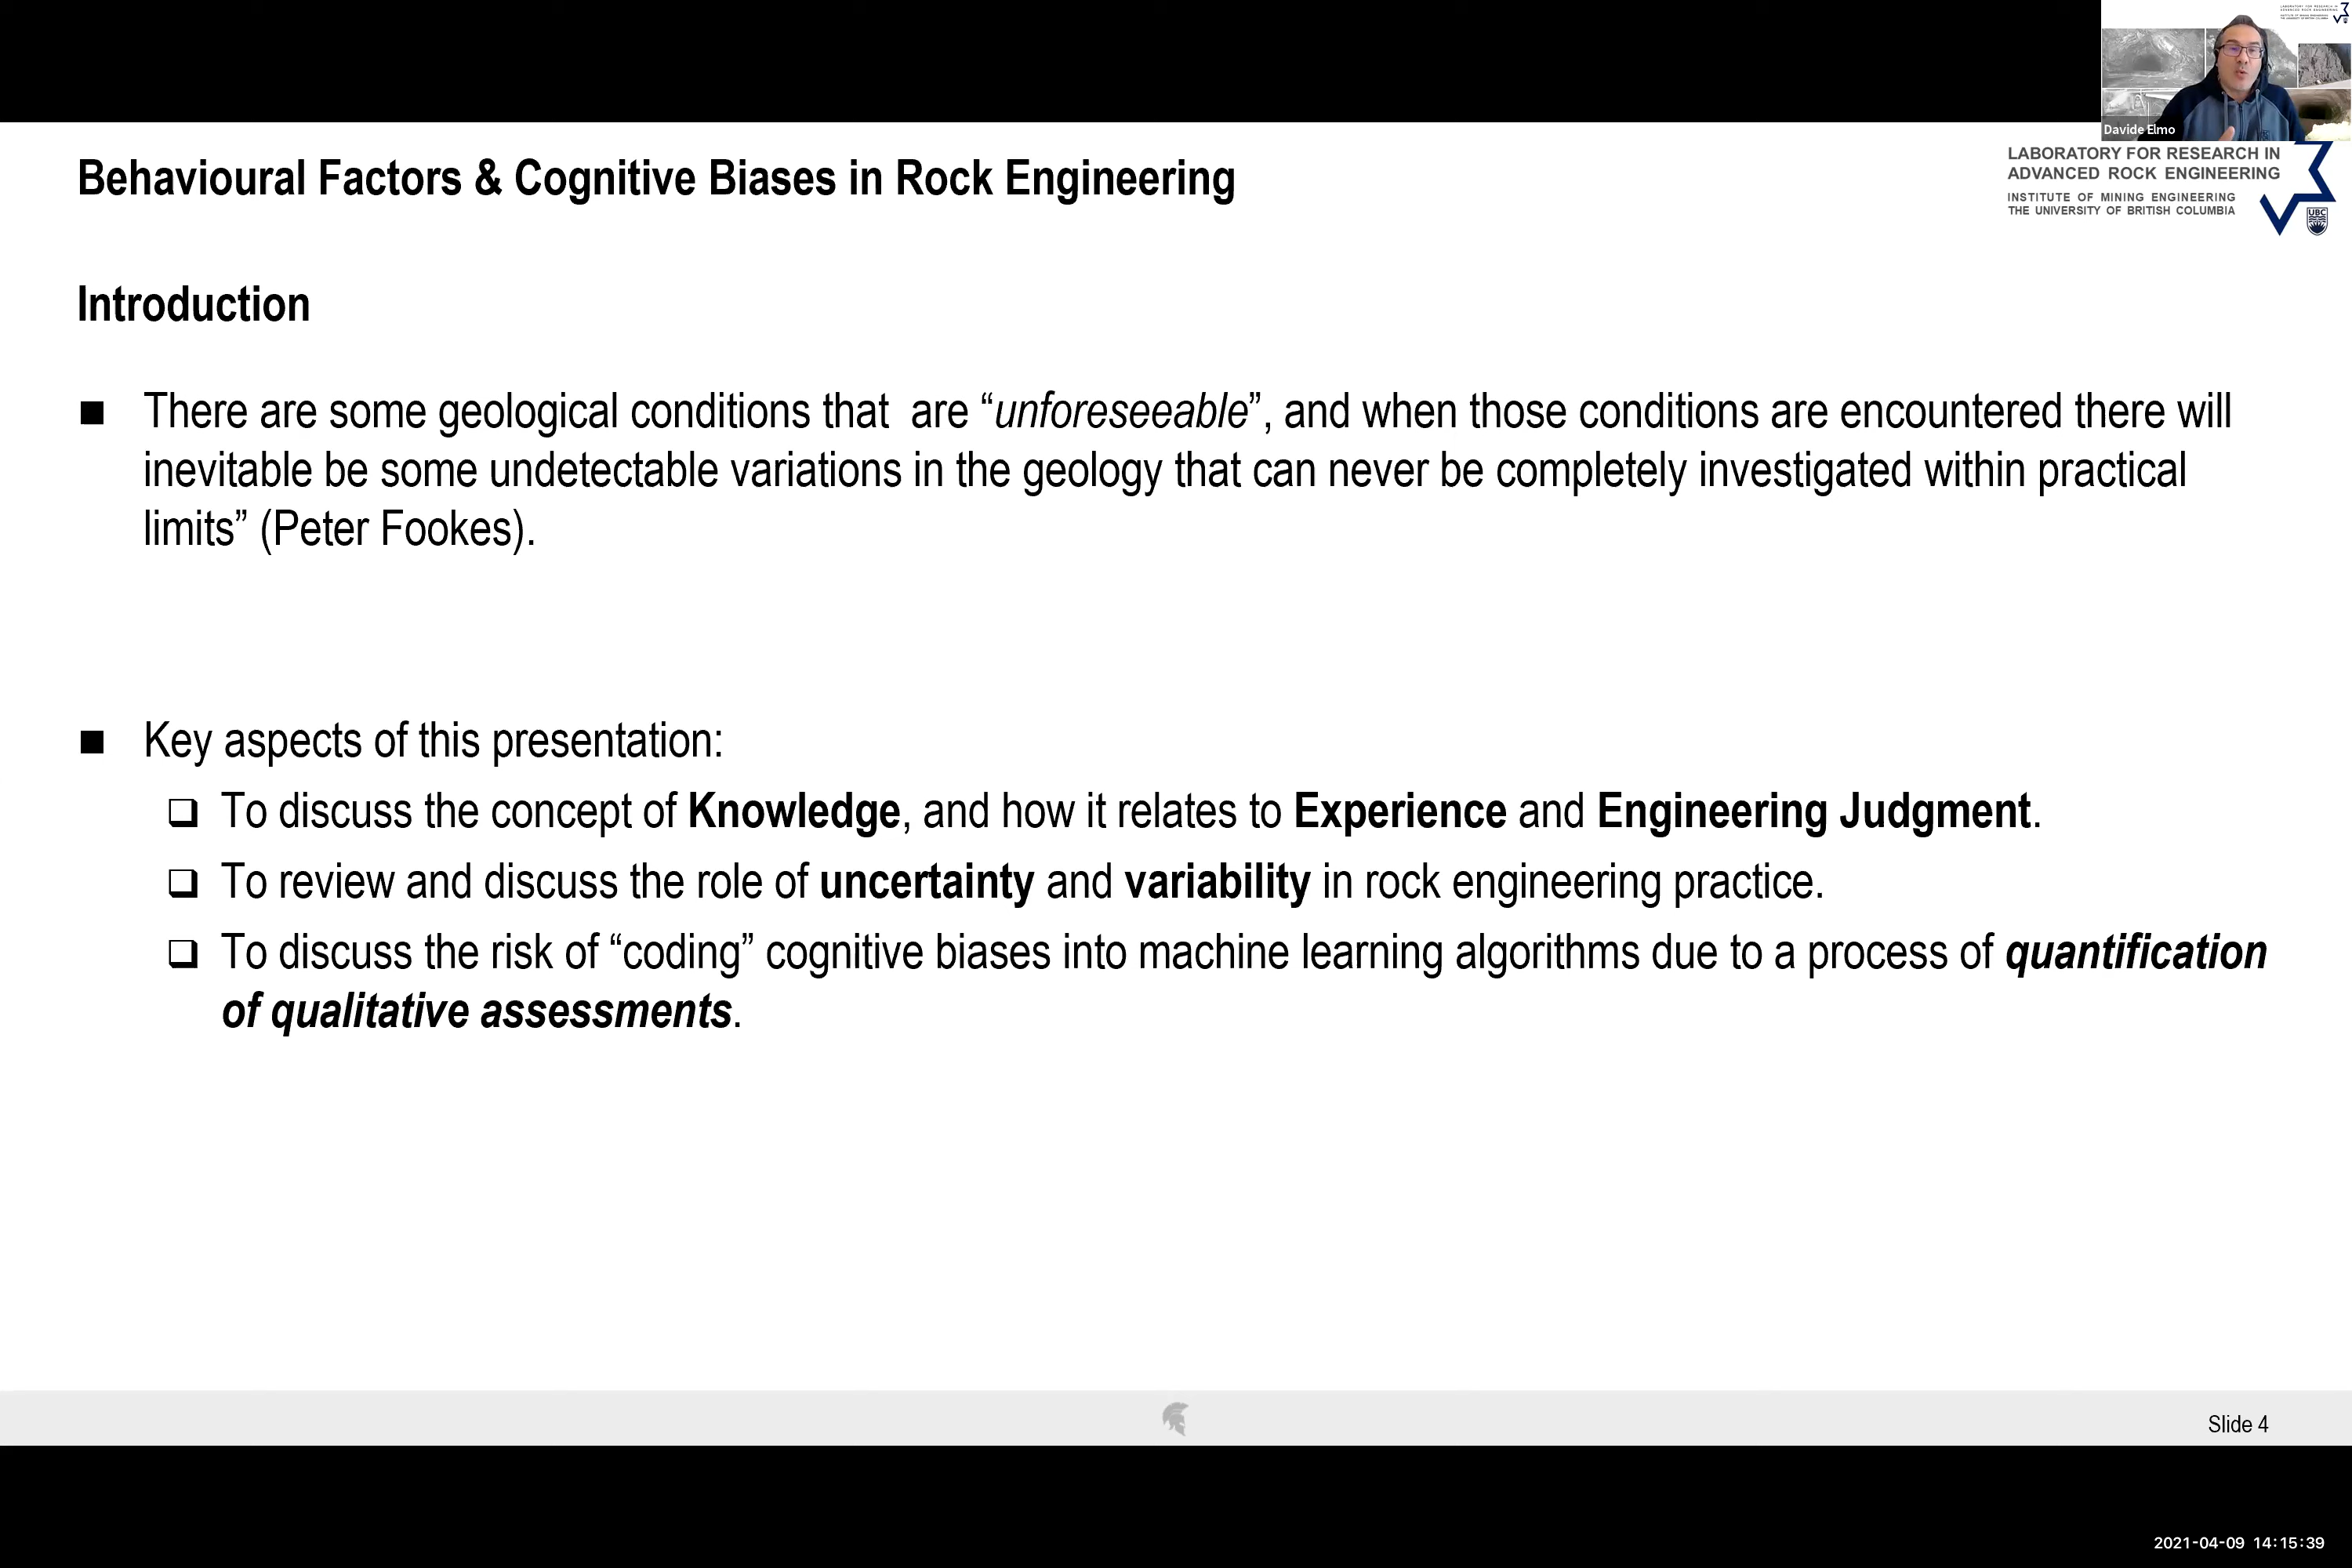 Davide Elmo
Behavioural Factors & Cognitive Biases in Rock Engineering
LABORATORY FOR RESEARCH IN
ADVANCED ROCK ENGINEERING
INSTITUTE OF MINING ENGINEERING
THE UNIVERSITY OF BRITISH COLUMBIA
UBC
Introduction
■ There are some geological conditions that are “unforeseeable”, and when those conditions are encountered there will
inevitable be some undetectable variations in the geology that can never be completely investigated within practical
limits” (Peter Fookes).
■ Key aspects of this presentation:
❑ To discuss the concept of Knowledge, and how it relates to Experience and Engineering Judgment.
❑ To review and discuss the role of uncertainty and variability in rock engineering practice.
❑ To discuss the risk of “coding” cognitive biases into machine learning algorithms due to a process of quantification
of qualitative assessments.
Slide 4
2021-04-09 14:15:39